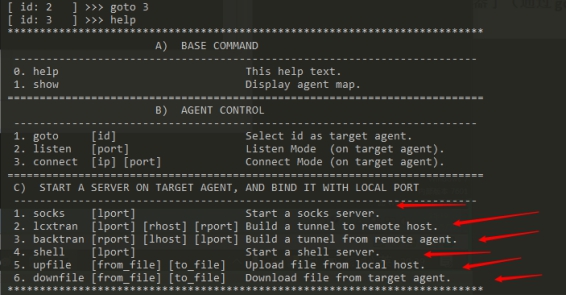 [ id: 2   ] >>> goto 3
[ id: 3   ] >>> help
******************************************************************************
                        A)  BASE COMMAND
------------------------------------------------------------------------------
 0. help                               This help text.
 1. show                               Display agent map.
==============================================================================
                        B)  AGENT CONTROL
------------------------------------------------------------------------------
 1. goto     [id]                      Select id as target agent.
 2. listen   [port]                    Listen Mode  (on target agent).
 3. connect  [ip] [port]               Connect Mode (on target agent).
==============================================================================
 C)  START A SERVER ON TARGET AGENT, AND BIND IT WITH LOCAL PORT
------------------------------------------------------------------------------
 1. socks    [lport]                   Start a socks server.
 2. lcxtran  [lport] [rhost] [rport]   Build a tunnel to remote host.
 3. backtran [rport] [lhost] [lport]   Build a tunnel from remote agent.
 4. shell    [lport]                   Start a shell server.
 5. upfile   [from_file] [to_file]     Upload file from local host.
 6. downfile [from_file] [to_file]     Download file from target agent.
******************************************************************************